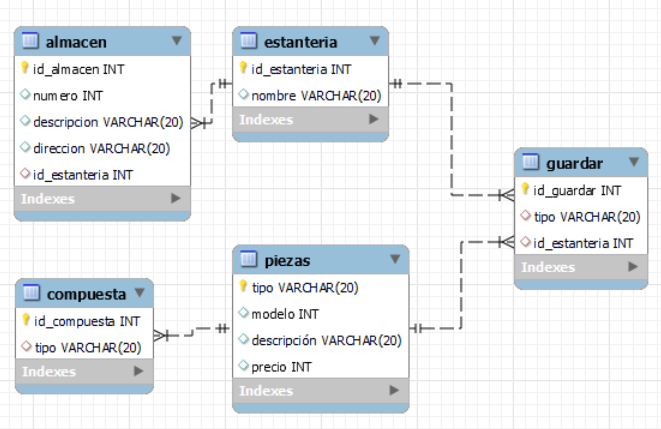 almacen
id_almacen INT
numero INT
descripcion VARCHAR(20)
direccion VARCHAR(20)
id_estanteria INT
Indexes
estanteria
id_estanteria INT
nombre VARCHAR(20)
Indexes
guardar
id_guardar INT
tipo VARCHAR(20)
id_estanteria INT
Indexes
compuesta
id_compuesta INT
tipo VARCHAR(20)
Indexes
piezas
tipo VARCHAR(20)
modelo INT
descripción VARCHAR(20)
precio INT
Indexes